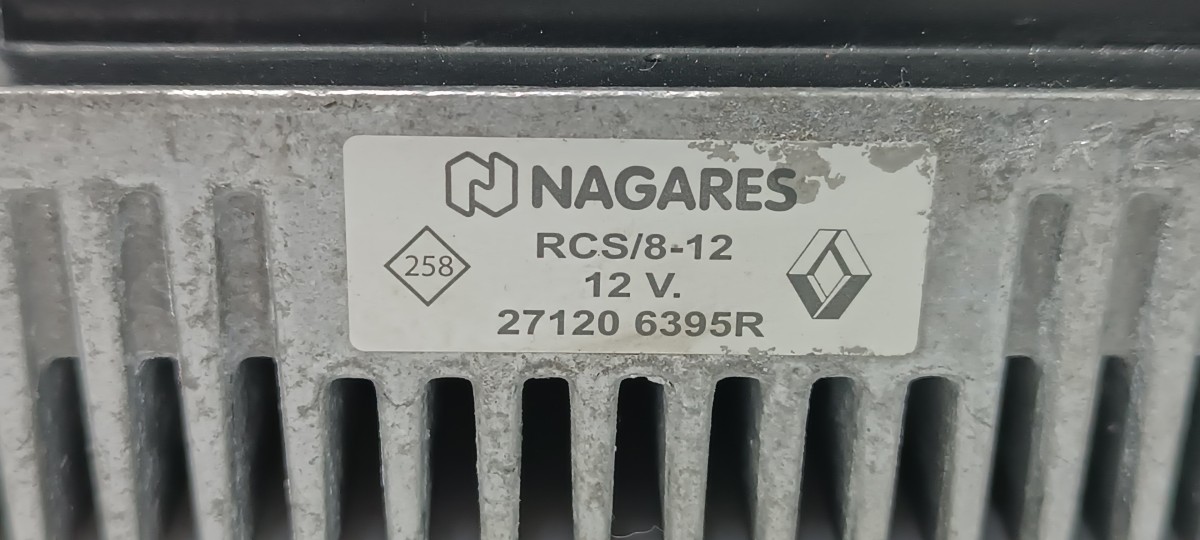 NAGARES
RCS/8-12
258
12 V.
27120 6395R